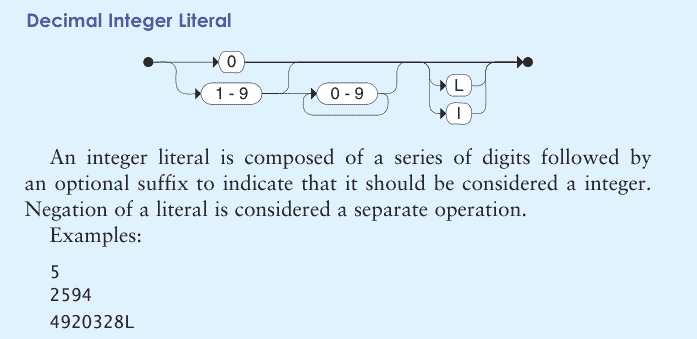 Decimal Integer Literal
0
1 - 9
0 - 9
L
l
An integer literal is composed of a series of digits followed by
an optional suffix to indicate that it should be considered a integer.
Negation of a literal is considered a separate operation.
Examples:
5
2594
4920328L